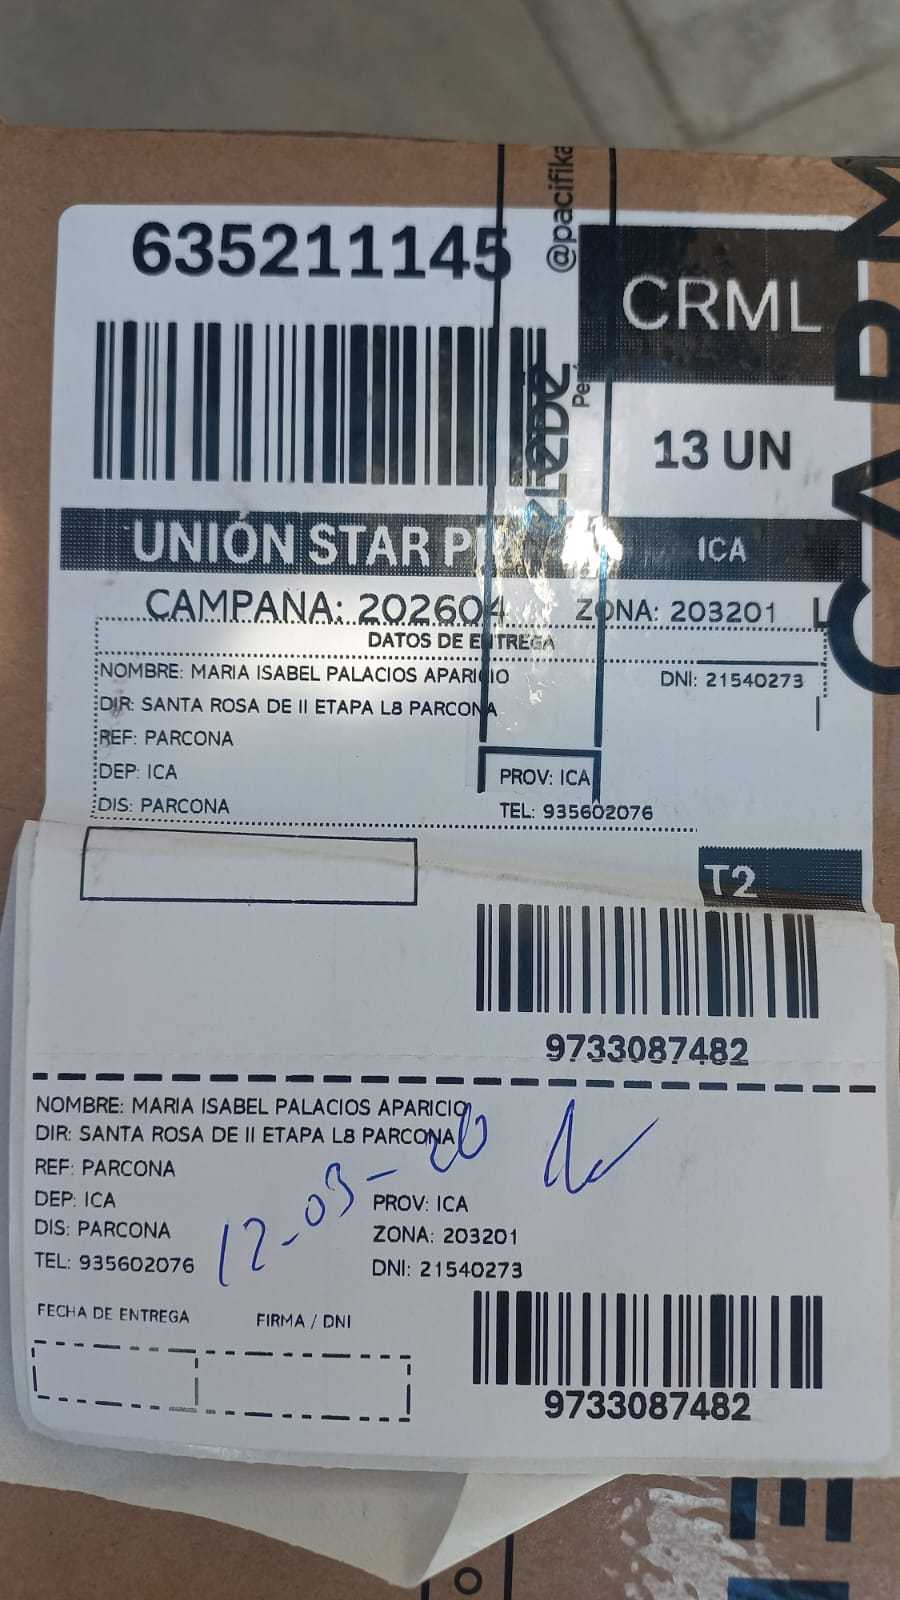 @pacifika
Perú
635211145
CRML
13 UN
UNIÓN STAR
ICA
CAMPAÑA: 202604
ZONA: 203201
L
DATOS DE ENTREGA
NOMBRE: MARIA ISABEL PALACIOS APARICIO
DNI: 21540273
DIR: SANTA ROSA DE II ETAPA L8 PARCONA
REF: PARCONA
DEP: ICA
PROV: ICA
DIS: PARCONA
TEL: 935602076
T2
9733087482
NOMBRE: MARIA ISABEL PALACIOS APARICIO
DIR: SANTA ROSA DE II ETAPA L8 PARCONA
REF: PARCONA
DEP: ICA
PROV: ICA
DIS: PARCONA
ZONA: 203201
TEL: 935602076
DNI: 21540273
12-03-26
FECHA DE ENTREGA
FIRMA / DNI
9733087482